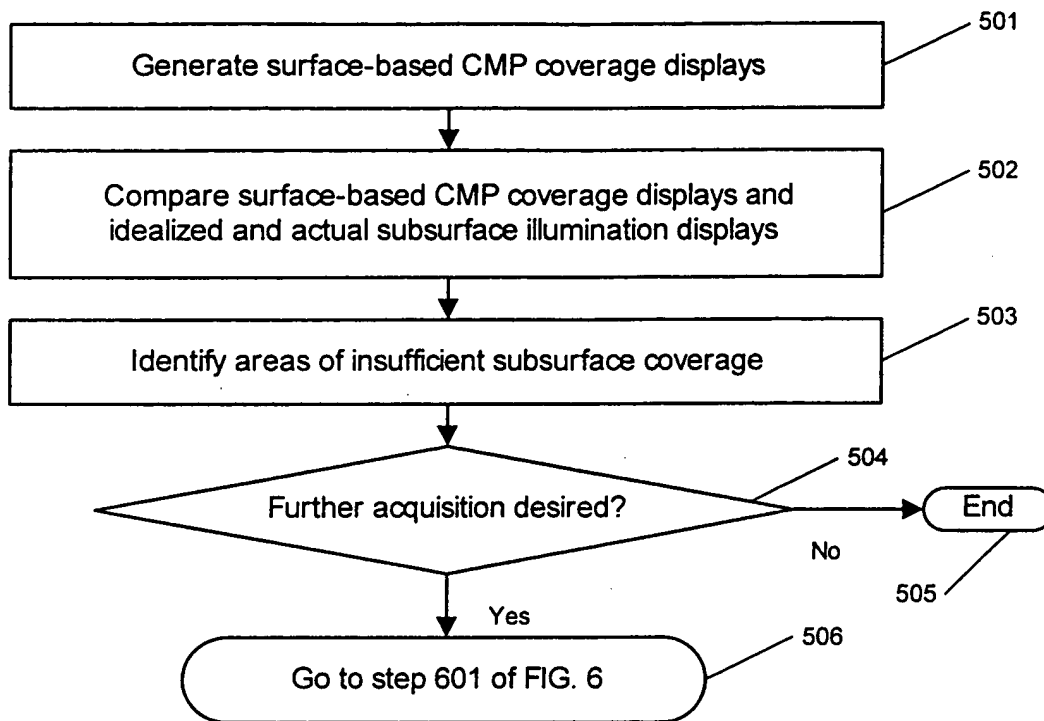 501
Generate surface-based CMP coverage displays
502
Compare surface-based CMP coverage displays and
idealized and actual subsurface illumination displays
503
Identify areas of insufficient subsurface coverage
504
Further acquisition desired?
End
No
505
Yes
506
Go to step 601 of FIG. 6